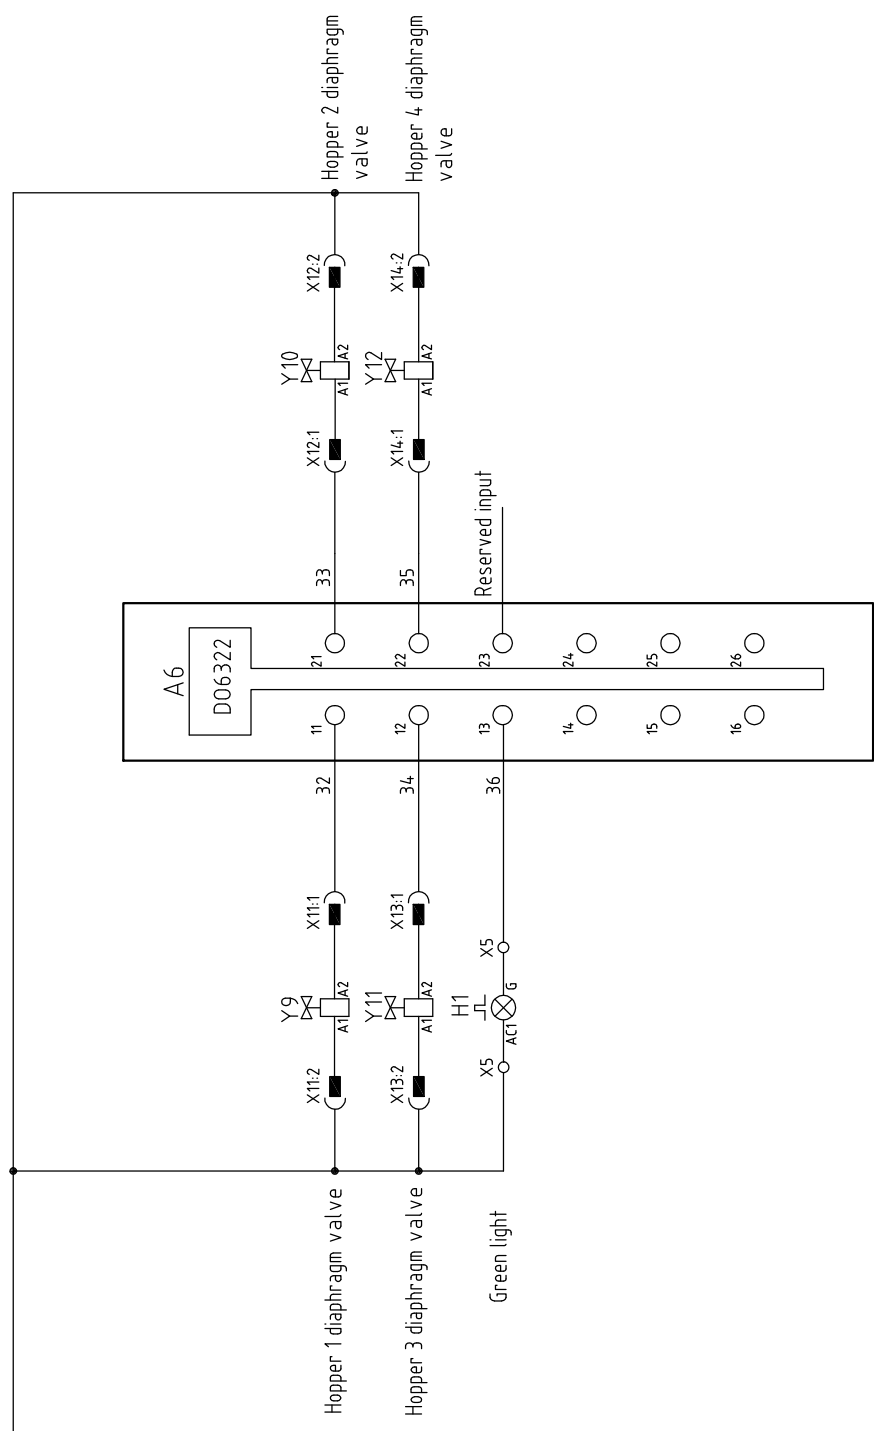 Hopper 2 diaphragm
valve
Hopper 4 diaphragm
valve
X12:2
X14:2
Y10
A2
A1
Y12
A2
A1
X12:1
X14:1
33
35
Reserved input
A6
DO6322
21
22
23
24
25
26
11
12
13
14
15
16
32
34
36
X11:1
X13:1
X5
Y9
A2
A1
Y11
A2
A1
H1
G
AC1
X11:2
X13:2
X5
Hopper 1 diaphragm valve
Hopper 3 diaphragm valve
Green light